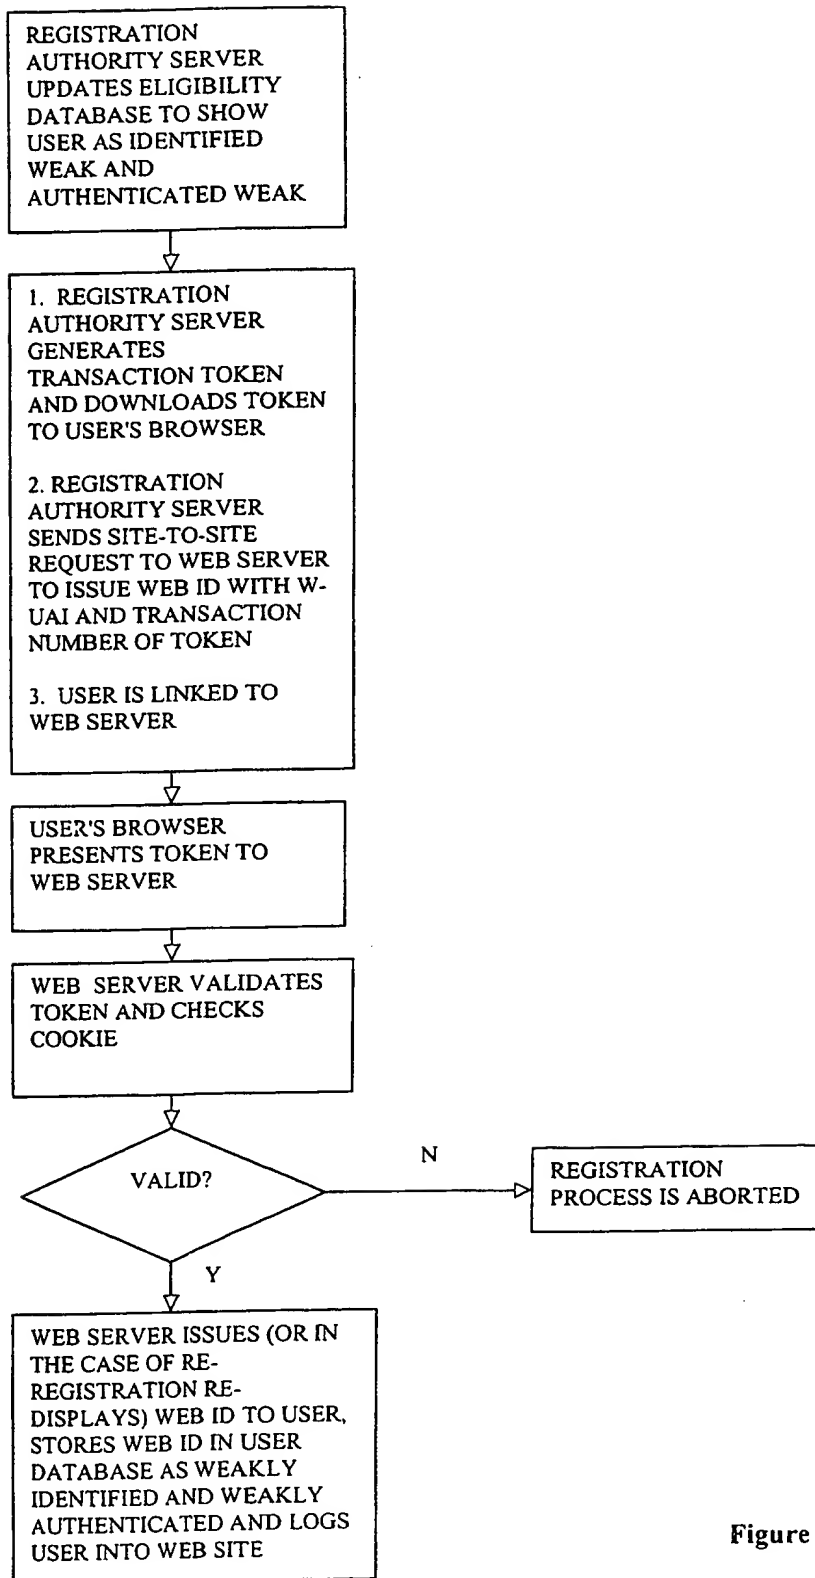 REGISTRATION
AUTHORITY SERVER
UPDATES ELIGIBILITY
DATABASE TO SHOW
USER AS IDENTIFIED
WEAK AND
AUTHENTICATED WEAK
1. REGISTRATION
AUTHORITY SERVER
GENERATES
TRANSACTION TOKEN
AND DOWNLOADS TOKEN
TO USER'S BROWSER
2. REGISTRATION
AUTHORITY SERVER
SENDS SITE-TO-SITE
REQUEST TO WEB SERVER
TO ISSUE WEB ID WITH W-
UAI AND TRANSACTION
NUMBER OF TOKEN
3. USER IS LINKED TO
WEB SERVER
USER'S BROWSER
PRESENTS TOKEN TO
WEB SERVER
WEB SERVER VALIDATES
TOKEN AND CHECKS
COOKIE
VALID?
N
REGISTRATION
PROCESS IS ABORTED
Y
WEB SERVER ISSUES (OR IN
THE CASE OF RE-
REGISTRATION RE-
DISPLAYS) WEB ID TO USER,
STORES WEB ID IN USER
DATABASE AS WEAKLY
IDENTIFIED AND WEAKLY
AUTHENTICATED AND LOGS
USER INTO WEB SITE
Figure